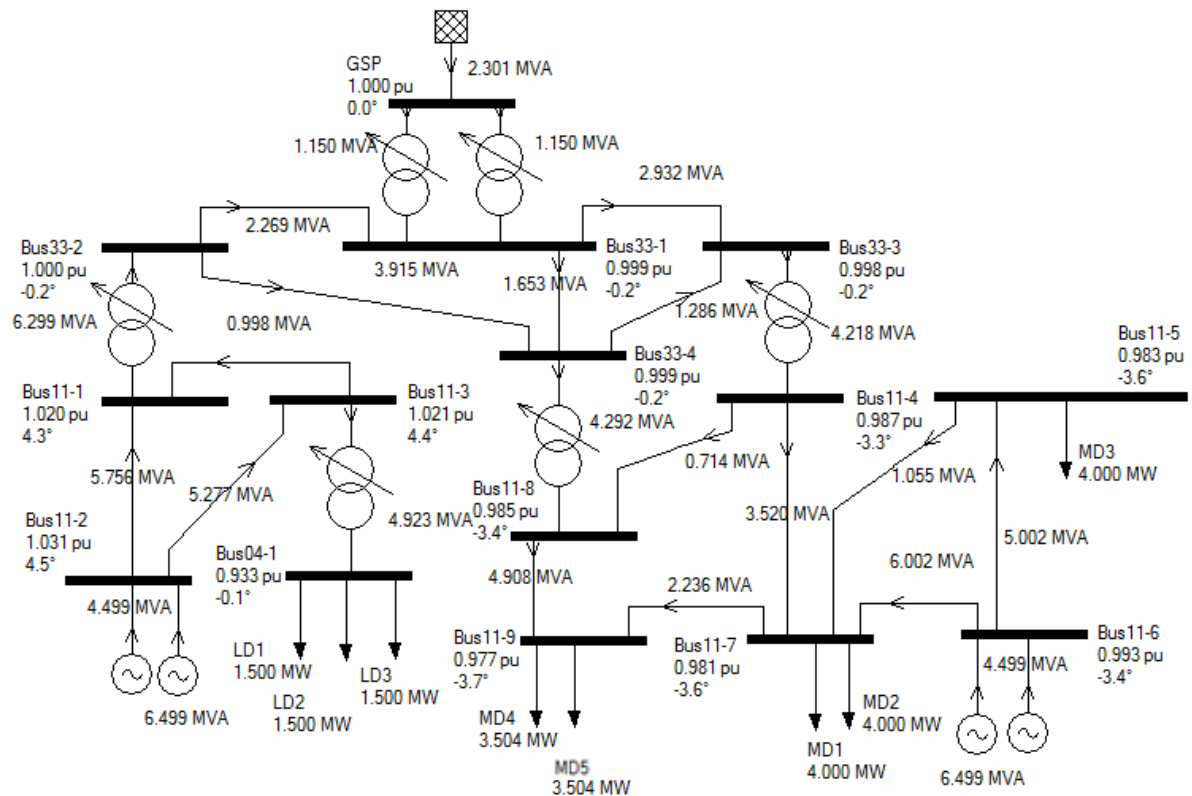 GSP
1.000 pu
0.0°
2.301 MVA
1.150 MVA
1.150 MVA
2.932 MVA
2.269 MVA
Bus33-2
1.000 pu
-0.2°
3.915 MVA
Bus33-1
0.999 pu
-0.2°
Bus33-3
0.998 pu
-0.2°
1.653 MVA
6.299 MVA
0.998 MVA
1.286 MVA
4.218 MVA
Bus33-4
0.999 pu
-0.2°
Bus11-5
0.983 pu
-3.6°
Bus11-1
1.020 pu
4.3°
Bus11-3
1.021 pu
4.4°
4.292 MVA
Bus11-4
0.987 pu
-3.3°
0.714 MVA
1.055 MVA
MD3
4.000 MW
5.756 MVA
5.277 MVA
Bus11-8
0.985 pu
-3.4°
Bus11-2
1.031 pu
4.5°
4.923 MVA
3.520 MVA
5.002 MVA
Bus04-1
0.933 pu
-0.1°
4.908 MVA
6.002 MVA
4.499 MVA
2.236 MVA
Bus11-9
0.977 pu
-3.7°
Bus11-7
0.981 pu
-3.6°
Bus11-6
0.993 pu
-3.4°
4.499 MVA
LD1
1.500 MW
LD3
1.500 MW
LD2
1.500 MW
6.499 MVA
MD4
3.504 MW
MD5
3.504 MW
MD2
4.000 MW
MD1
4.000 MW
6.499 MVA